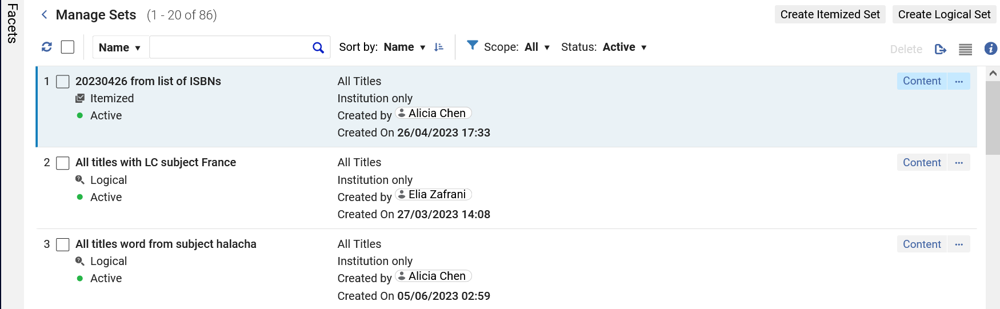 Facets
Manage Sets (1 - 20 of 86)
Create Itemized Set
Create Logical Set
Name
Sort by: Name
Scope: All
Status: Active
Delete
1
20230426 from list of ISBNs
Itemized
Active
All Titles
Institution only
Created by Alicia Chen
Created On 26/04/2023 17:33
Content
2
All titles with LC subject France
Logical
Active
All Titles
Institution only
Created by Elia Zafrani
Created On 27/03/2023 14:08
Content
3
All titles word from subject halacha
Logical
Active
All Titles
Institution only
Created by Alicia Chen
Created On 05/06/2023 02:59
Content